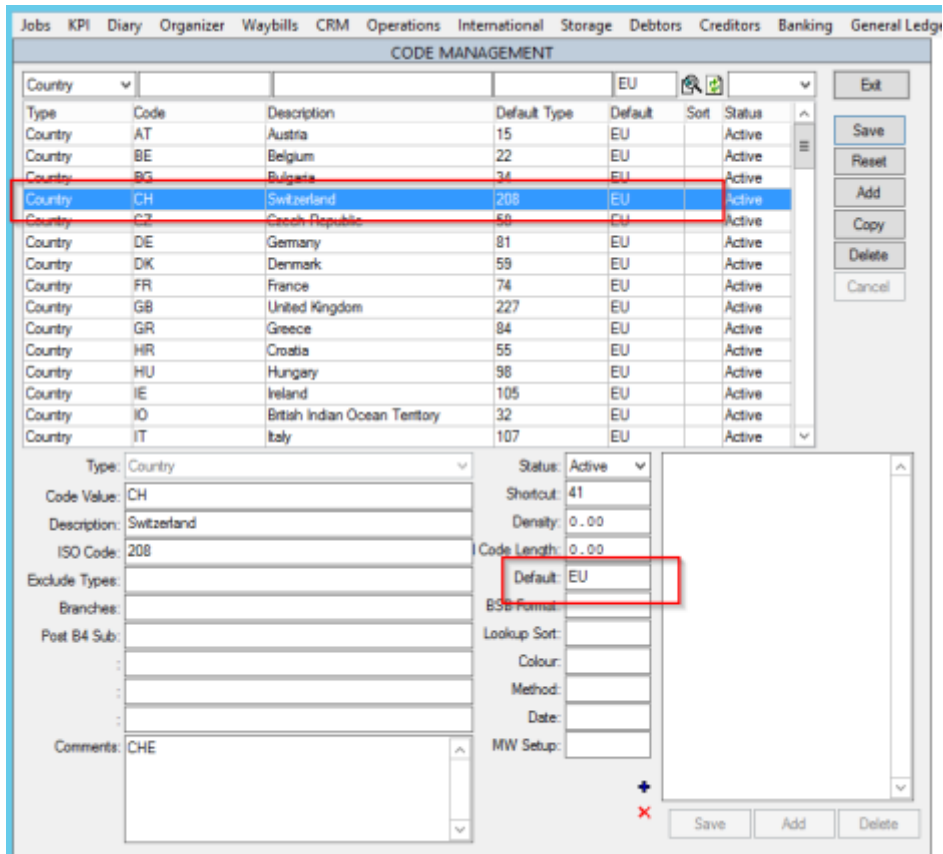 Jobs KPI Diary Organizer Waybills CRM Operations International Storage Debtors Creditors Banking General Ledge
CODE MANAGEMENT
Country EU Exit
Type Code Description Default Type Default Sort Status
Country AT Austria 15 EU Active Save
Country BE Belgium 22 EU Active Reset
Country BG Bulgaria 34 EU Active
Country CH Switzerland 208 EU Active Add
Country CZ Czech Republic 58 EU Active Copy
Country DE Germany 81 EU Active Delete
Country DK Denmark 59 EU Active
Country FR France 74 EU Active Cancel
Country GB United Kingdom 227 EU Active
Country GR Greece 84 EU Active
Country HR Croatia 55 EU Active
Country HU Hungary 98 EU Active
Country IE Ireland 105 EU Active
Country IO British Indian Ocean Territory 32 EU Active
Country IT Italy 107 EU Active
Type: Country Status: Active
Code Value: CH Shortcut: 41
Description: Switzerland Density: 0.00
ISO Code: 208 l Code Length: 0.00
Exclude Types: Default: EU
Branches: BSB Format:
Post B4 Sub: Lookup Sort:
: Colour:
: Method:
: Date:
Comments: CHE MW Setup:
Save Add Delete